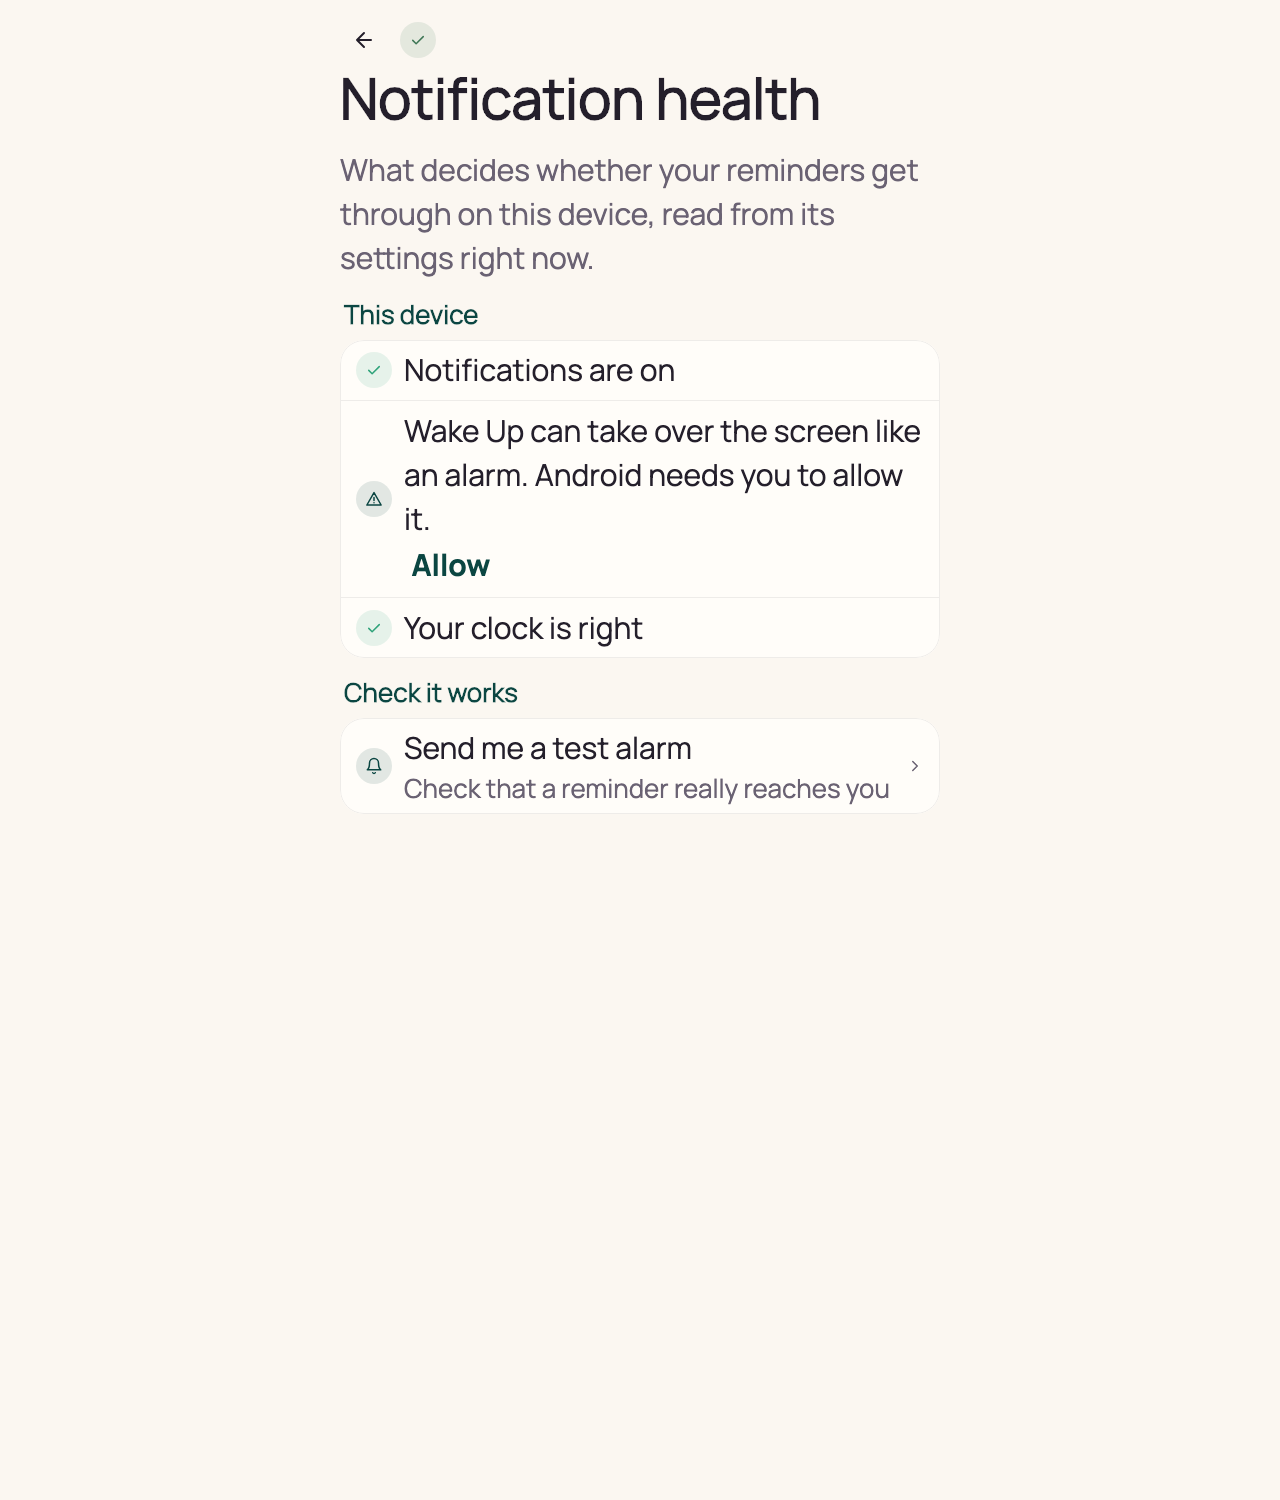 Notification health
What decides whether your reminders get
through on this device, read from its
settings right now.
This device
Notifications are on
Wake Up can take over the screen like
an alarm. Android needs you to allow
it.
Allow
Your clock is right
Check it works
Send me a test alarm
Check that a reminder really reaches you